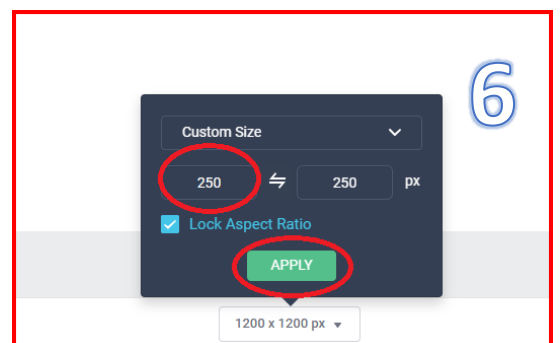 6
Custom Size
250 ⇋ 250 px
Lock Aspect Ratio
APPLY
1200 x 1200 px